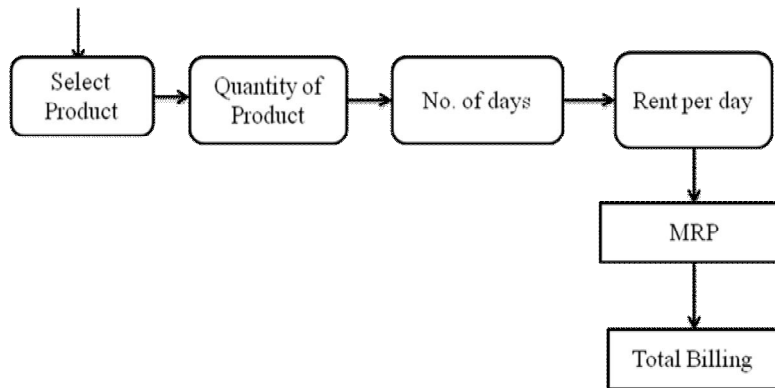 Select
Product
Quantity of
Product
No. of days
Rent per day
MRP
Total Billing